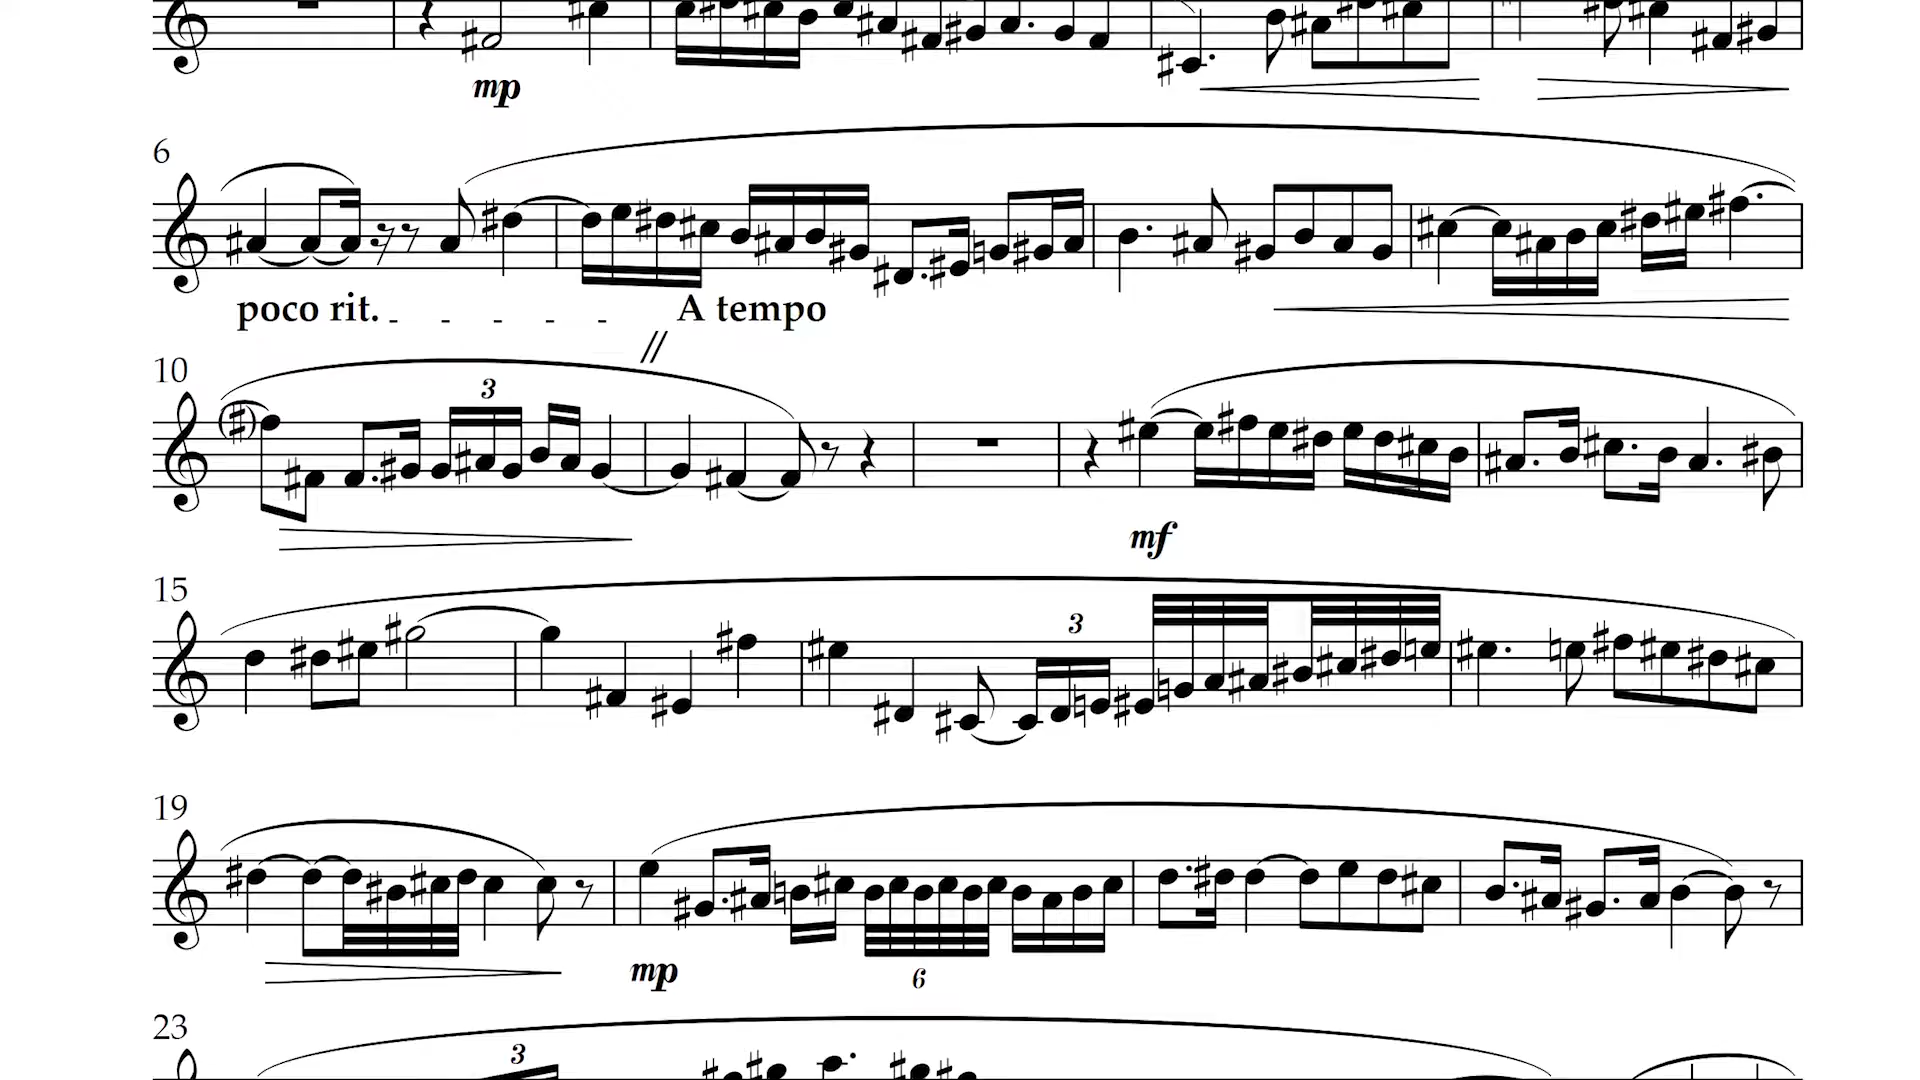 mp
6
poco rit. - - - - - A tempo
//
10
3
mf
15
3
19
mp
6
23
3